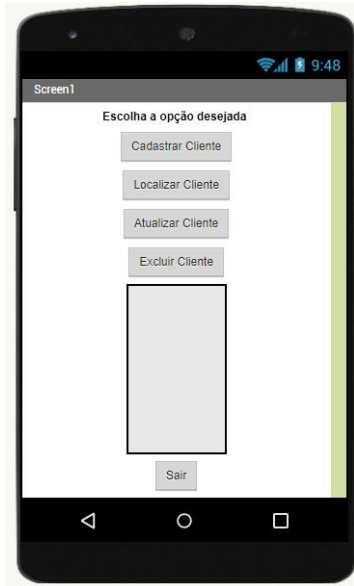 9:48
Screen1
Escolha a opção desejada
Cadastrar Cliente
Localizar Cliente
Atualizar Cliente
Excluir Cliente
Sair